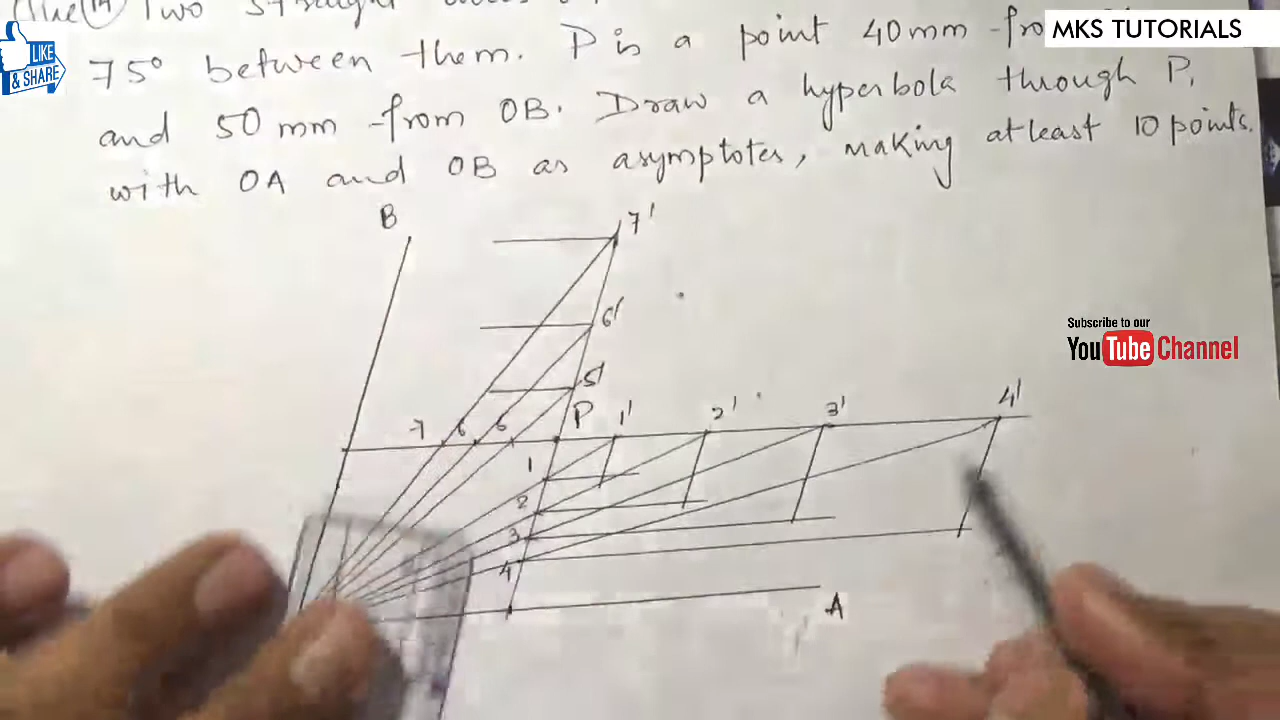 Two straight
75° between them. P is a point 40mm from
and 50mm from OB. Draw a hyperbola through P,
with OA and OB as asymptotes, making atleast 10 points.
MKS TUTORIALS
LIKE
& SHARE
Subscribe to our
YouTube Channel
B
7'
6'
5'
P 1' 2' 3' 4'
7 6 5
1
2
3
4
A